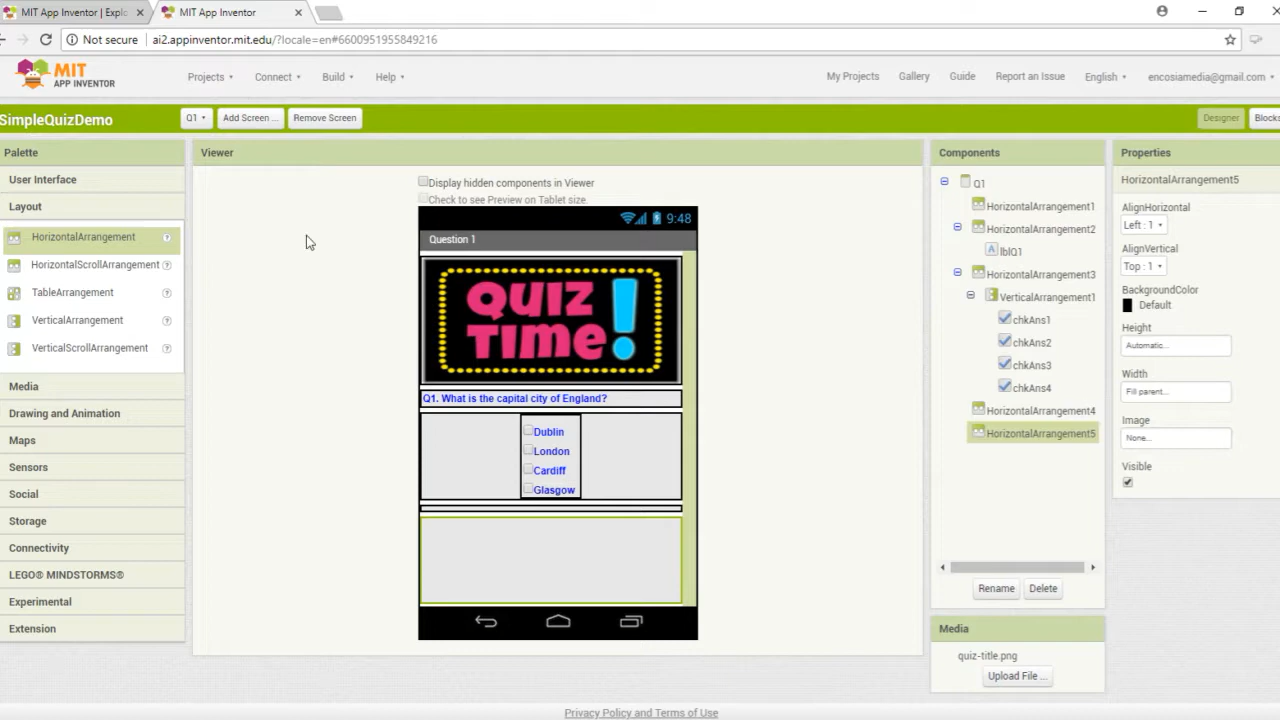 MIT App Inventor | Explo
MIT App Inventor
Not secure
ai2.appinventor.mit.edu/?locale=en#6600951955849216
MIT
APP INVENTOR
Projects
Connect
Build
Help
My Projects
Gallery
Guide
Report an Issue
English
encosiamedia@gmail.com
SimpleQuizDemo
Q1
Add Screen ...
Remove Screen
Designer
Blocks
Palette
User Interface
Layout
HorizontalArrangement
HorizontalScrollArrangement
TableArrangement
VerticalArrangement
VerticalScrollArrangement
Media
Drawing and Animation
Maps
Sensors
Social
Storage
Connectivity
LEGO® MINDSTORMS®
Experimental
Extension
Viewer
Display hidden components in Viewer
Check to see Preview on Tablet size.
9:48
Question 1
QUIZ
TIME!
Q1. What is the capital city of England?
Dublin
London
Cardiff
Glasgow
Components
Q1
HorizontalArrangement1
HorizontalArrangement2
lblQ1
HorizontalArrangement3
VerticalArrangement1
chkAns1
chkAns2
chkAns3
chkAns4
HorizontalArrangement4
HorizontalArrangement5
Rename
Delete
Media
quiz-title.png
Upload File ...
Properties
HorizontalArrangement5
AlignHorizontal
Left : 1
AlignVertical
Top : 1
BackgroundColor
Default
Height
Automatic...
Width
Fill parent...
Image
None...
Visible
Privacy Policy and Terms of Use